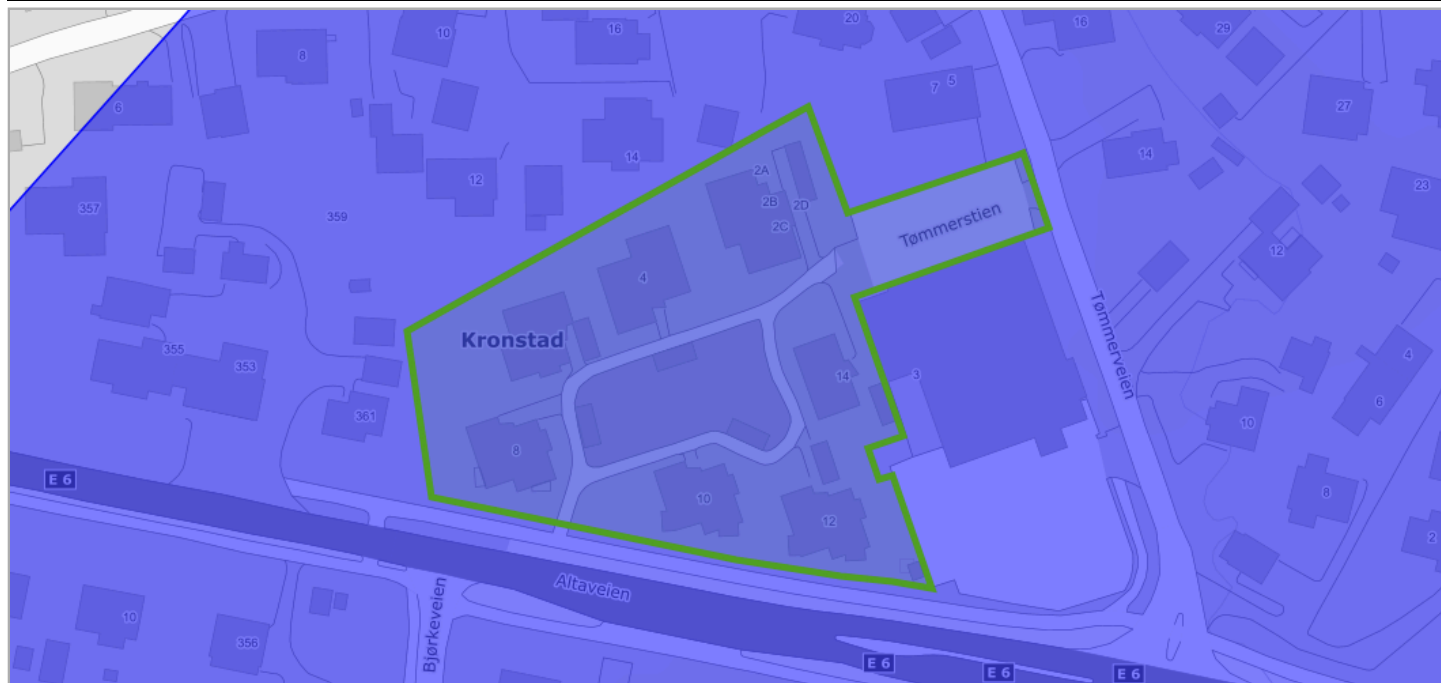 20
16
10
16
29
8
7
5
27
6
14
14
2A
12
23
357
2B
2D
359
2C
Tømmerstien
12
4
Tømmerveien
Kronstad
355
4
353
14
3
6
361
10
8
E 6
8
10
12
2
Altaveien
Bjørkeveien
10
356
E 6
E 6
E 6